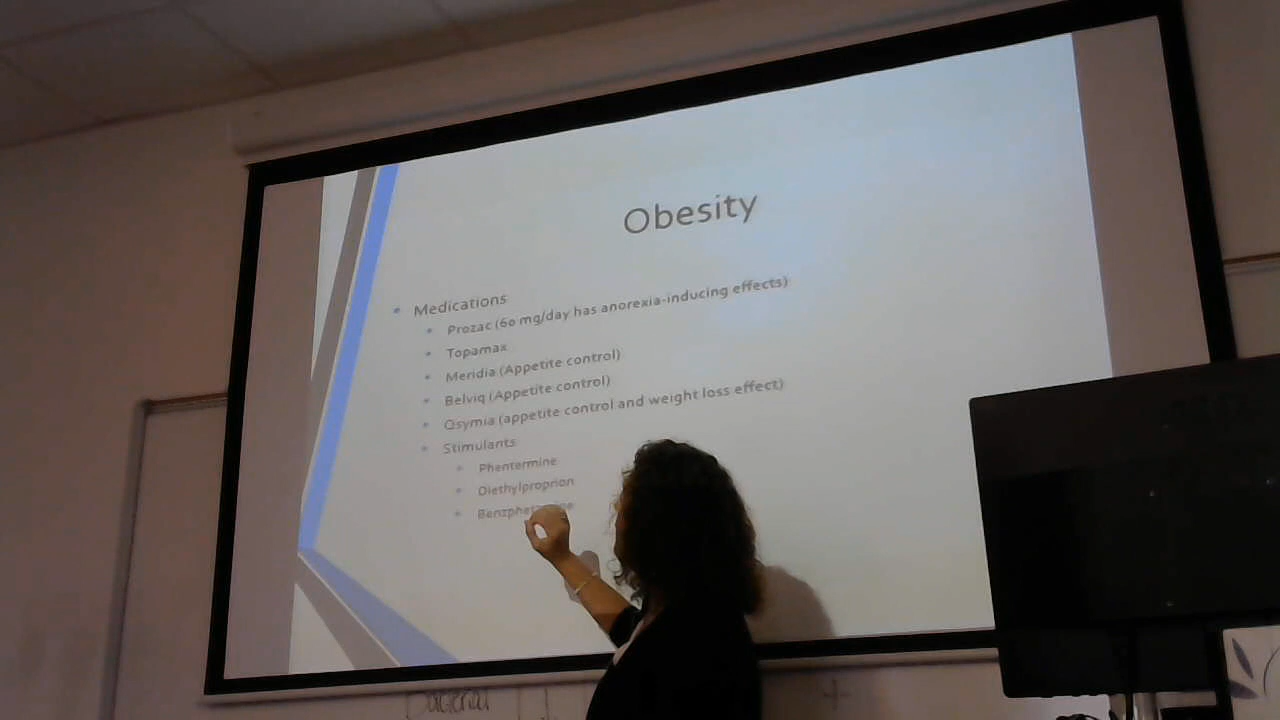 Obesity
Medications
Prozac (60 mg/day has anorexia-inducing effects)
Topamax
Meridia (Appetite control)
Belviq (Appetite control)
Qsymia (appetite control and weight loss effect)
Stimulants
Phentermine
Diethylproprion